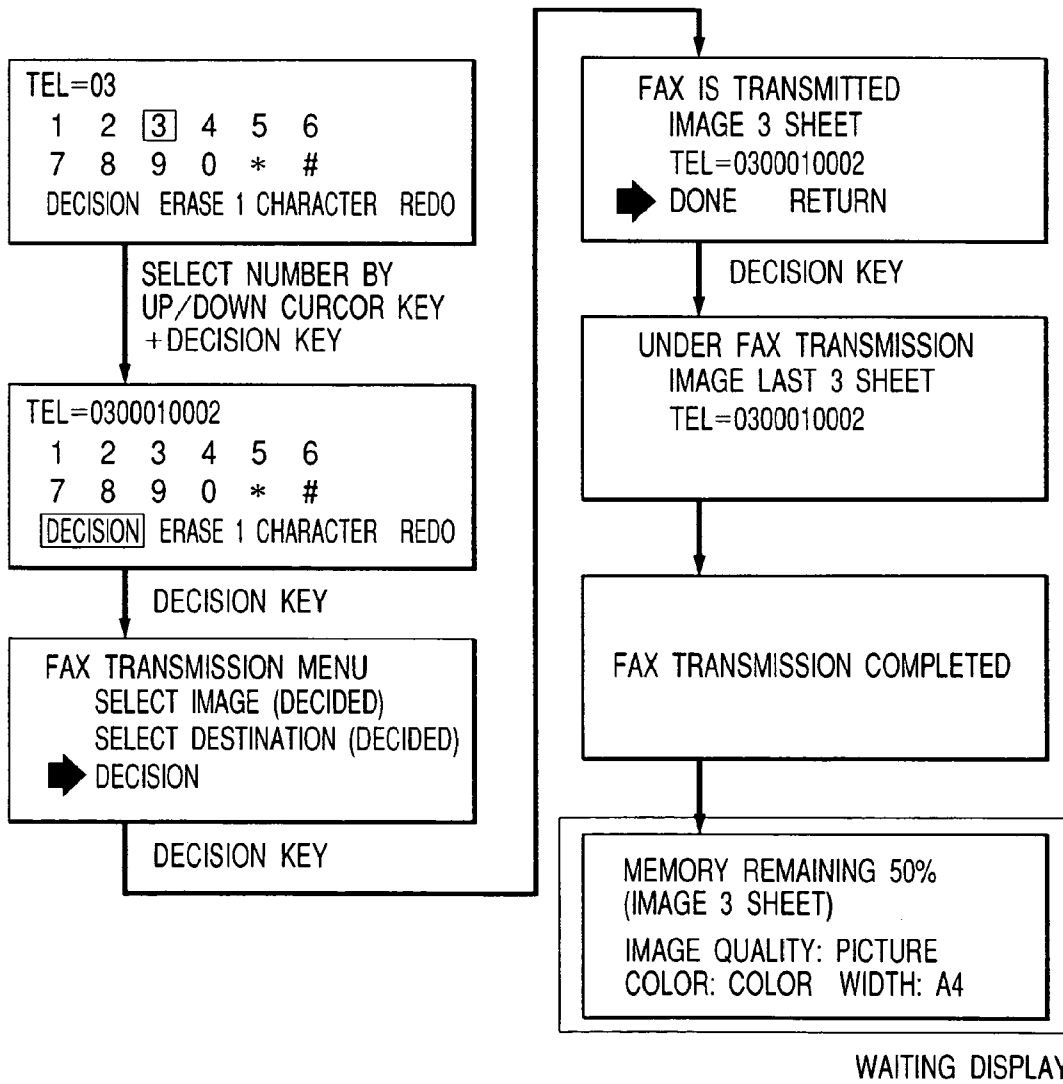 TEL=03
1 2 3 4 5 6
7 8 9 0 * #
DECISION ERASE 1 CHARACTER REDO
SELECT NUMBER BY
UP/DOWN CURCOR KEY
+DECISION KEY
TEL=0300010002
1 2 3 4 5 6
7 8 9 0 * #
DECISION ERASE 1 CHARACTER REDO
DECISION KEY
FAX TRANSMISSION MENU
SELECT IMAGE (DECIDED)
SELECT DESTINATION (DECIDED)
DECISION
DECISION KEY
FAX IS TRANSMITTED
IMAGE 3 SHEET
TEL=0300010002
DONE RETURN
DECISION KEY
UNDER FAX TRANSMISSION
IMAGE LAST 3 SHEET
TEL=0300010002
FAX TRANSMISSION COMPLETED
MEMORY REMAINING 50%
(IMAGE 3 SHEET)
IMAGE QUALITY: PICTURE
COLOR: COLOR WIDTH: A4
WAITING DISPLAY